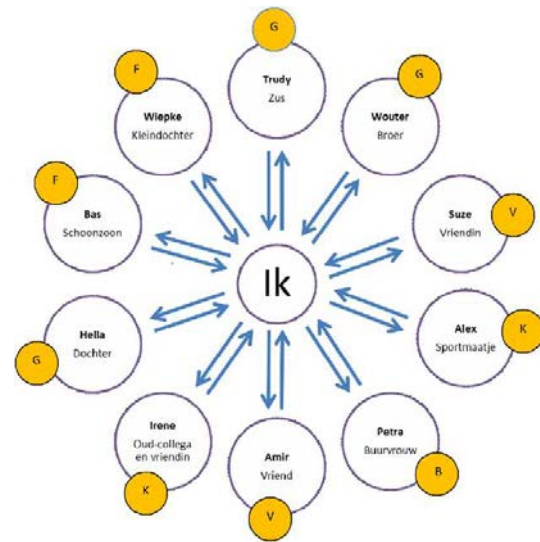 G
Trudy
Zus
G
Wouter
Broer
V
Suze
Vriendin
K
Alex
Sportmaatje
B
Petra
Buurvrouw
V
Amir
Vriend
K
Irene
Oud-collega
en vriendin
G
Hella
Dochter
F
Bas
Schoonzoon
F
Wiepke
Kleindochter
Ik